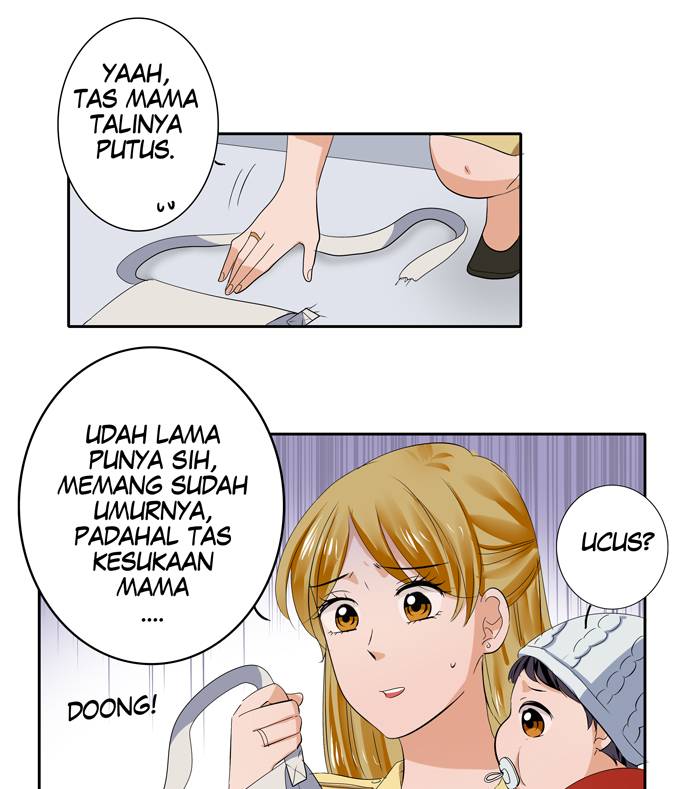 YAAH,
TAS MAMA
TALINYA
PUTUS.
UDAH LAMA
PUNYA SIH,
MEMANG SUDAH
UMURNYA,
PADAHAL TAS
KESUKAAN
MAMA
....
UCUS?
DOONG!